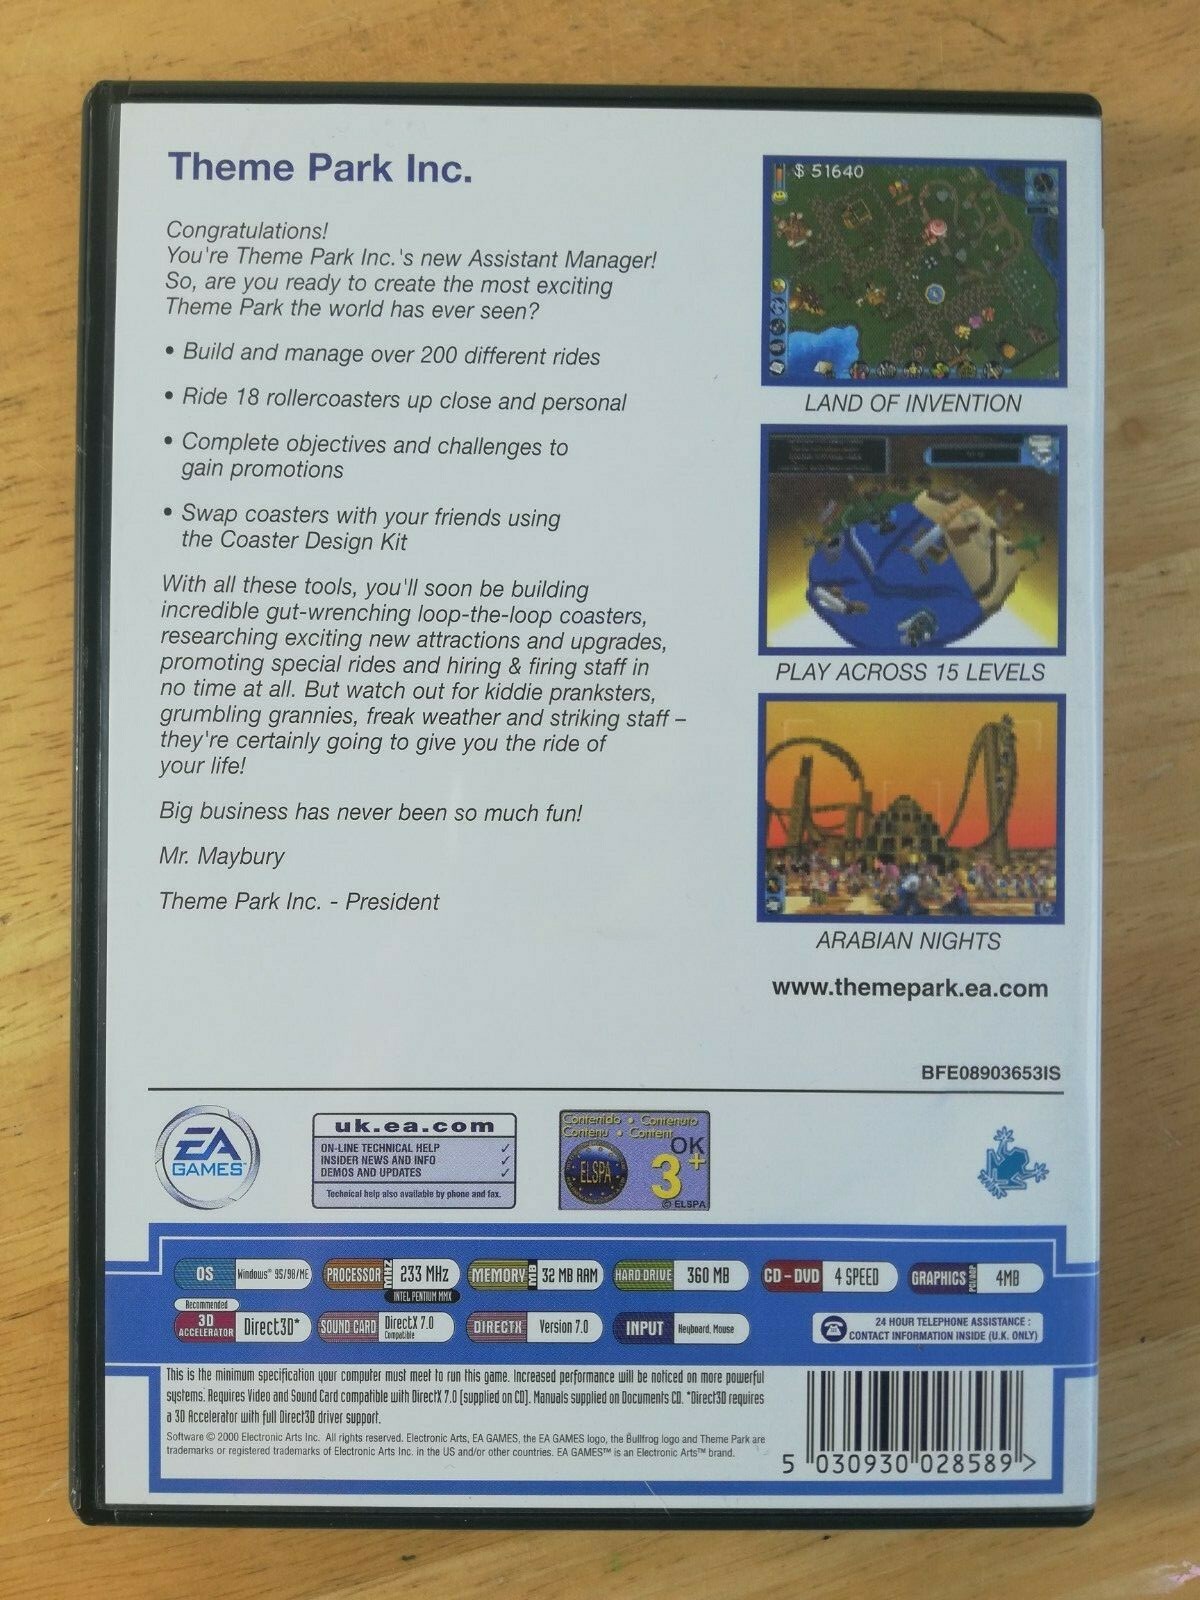 Theme Park Inc.
Congratulations!
You're Theme Park Inc.'s new Assistant Manager!
So, are you ready to create the most exciting
Theme Park the world has ever seen?
• Build and manage over 200 different rides
• Ride 18 rollercoasters up close and personal
• Complete objectives and challenges to
gain promotions
• Swap coasters with your friends using
the Coaster Design Kit
With all these tools, you'll soon be building
incredible gut-wrenching loop-the-loop coasters,
researching exciting new attractions and upgrades,
promoting special rides and hiring & firing staff in
no time at all. But watch out for kiddie pranksters,
grumbling grannies, freak weather and striking staff –
they're certainly going to give you the ride of
your life!
Big business has never been so much fun!
Mr. Maybury
Theme Park Inc. - President
$ 51640
LAND OF INVENTION
PLAY ACROSS 15 LEVELS
ARABIAN NIGHTS
www.themepark.ea.com
BFE08903653IS
EA
GAMES™
uk.ea.com
ON-LINE TECHNICAL HELP ✓
INSIDER NEWS AND INFO ✓
DEMOS AND UPDATES ✓
Technical help also available by phone and fax.
Contenido • Contenuto
Contenu • Content
OK
ELSPA
3+
© ELSPA
OS Windows® 95/98/ME
PROCESSOR MHZ 233 MHz
INTEL PENTIUM MMX
MEMORY MB 32 MB RAM
HARD DRIVE 360 MB
CD - DVD 4 SPEED
GRAPHICS 4MB
Recommended
3D
ACCELERATOR
Direct3D*
SOUND CARD
DirectX 7.0
Compatible
DIRECTX Version 7.0
INPUT Keyboard, Mouse
24 HOUR TELEPHONE ASSISTANCE :
CONTACT INFORMATION INSIDE (U.K. ONLY)
This is the minimum specification your computer must meet to run this game. Increased performance will be noticed on more powerful
systems. Requires Video and Sound Card compatible with DirectX 7.0 (supplied on CD). Manuals supplied on Documents CD. *Direct3D requires
a 3D Accelerator with full Direct3D driver support.
Software © 2000 Electronic Arts Inc. All rights reserved. Electronic Arts, EA GAMES, the EA GAMES logo, the Bullfrog logo and Theme Park are
trademarks or registered trademarks of Electronic Arts Inc. in the US and/or other countries. EA GAMES™ is an Electronic Arts™ brand.
5 030930 028589 >